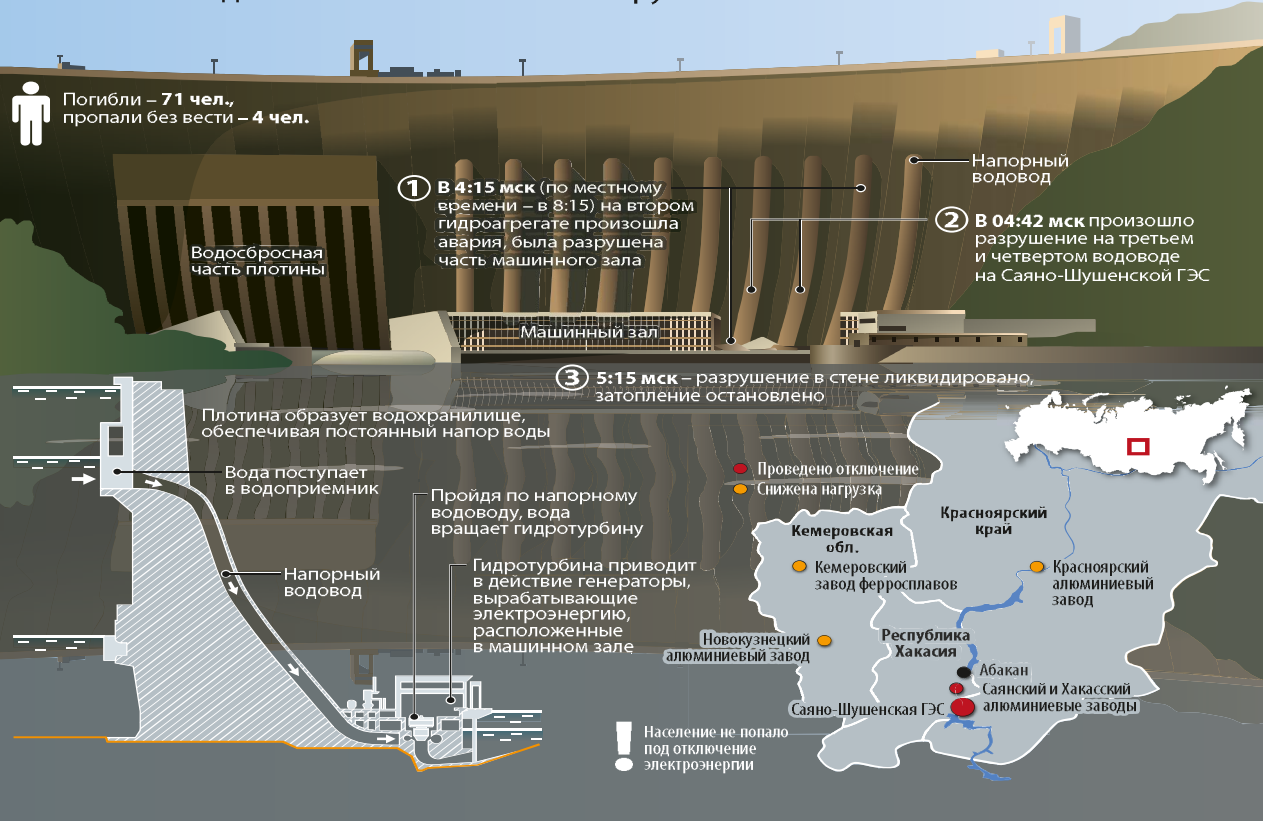 Погибли – 71 чел.,
пропали без вести – 4 чел.
1 В 4:15 мск (по местному
времени – в 8:15) на втором
гидроагрегате произошла
авария, была разрушена
часть машинного зала
Напорный
водовод
2 В 04:42 мск произошло
разрушение на третьем
и четвертом водоводе
на Саяно-Шушенской ГЭС
Водосбросная
часть плотины
Машинный зал
3 5:15 мск – разрушение в стене ликвидировано,
затопление остановлено
Плотина образует водохранилище,
обеспечивая постоянный напор воды
Вода поступает
в водоприемник
Пройдя по напорному
водоводу, вода
вращает гидротурбину
Напорный
водовод
Гидротурбина приводит
в действие генераторы,
вырабатывающие
электроэнергию,
расположенные
в машинном зале
Проведено отключение
Снижена нагрузка
Кемеровская
обл.
Красноярский
край
Кемеровский
завод ферросплавов
Красноярский
алюминиевый
завод
Новокузнецкий
алюминиевый завод
Республика
Хакасия
Абакан
Саянский и Хакасский
алюминиевые заводы
Саяно-Шушенская ГЭС
Население не попало
под отключение
электроэнергии